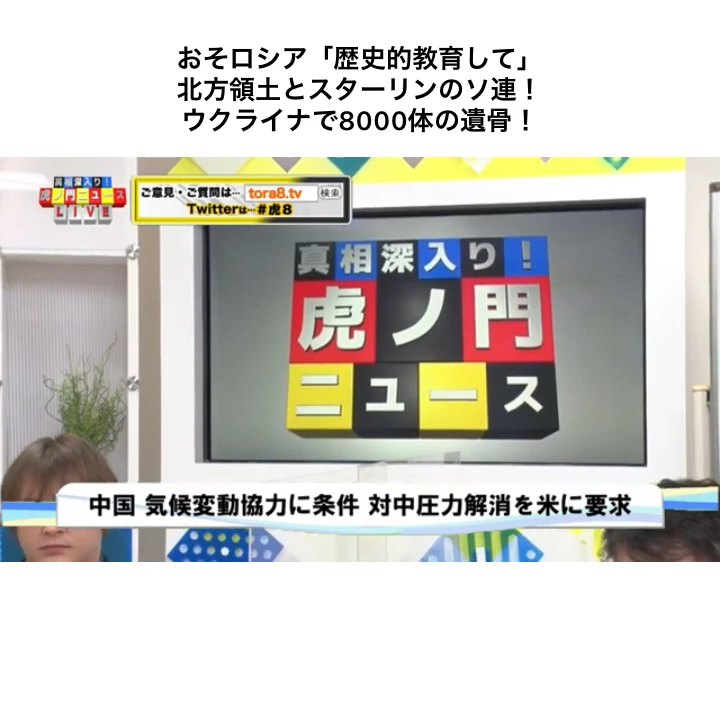 おそロシア「歴史的教育して」
北方領土とスターリンのソ連！
ウクライナで8000体の遺骨！
真相深入り！
虎ノ門ニュース
LIVE
ご意見・ご質問は… tora8.tv 検索
Twitterは…#虎8
真相深入り！
虎ノ門
ニュース
中国 気候変動協力に条件 対中圧力解消を米に要求